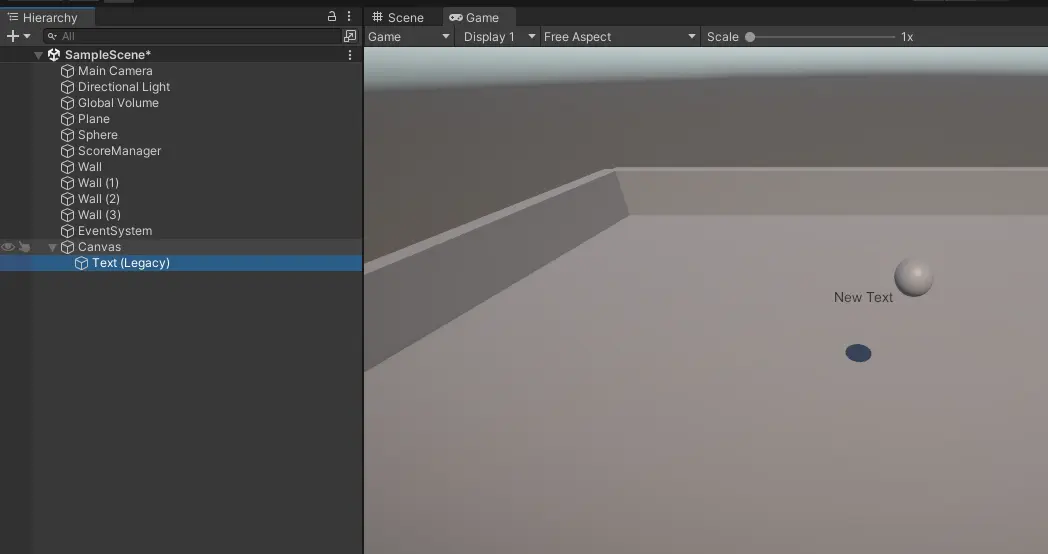 Hierarchy
All
SampleScene*
Main Camera
Directional Light
Global Volume
Plane
Sphere
ScoreManager
Wall
Wall (1)
Wall (2)
Wall (3)
EventSystem
Canvas
Text (Legacy)
Scene Game
Game Display 1 Free Aspect Scale 1x
New Text